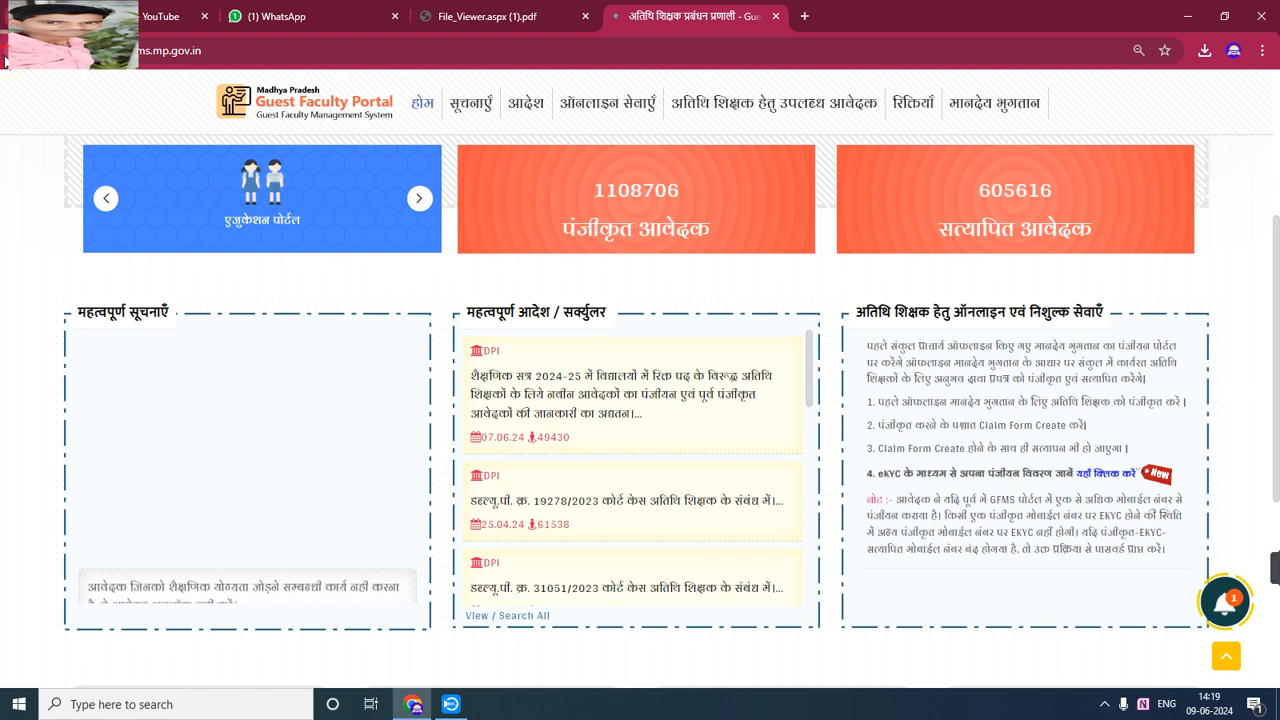 YouTube
(1) WhatsApp
File_Viewer.aspx1.pdf
अतिथि शिक्षक प्रबंधन प्रणाली - Gue
ms.mp.gov.in
Madhya Pradesh
Guest Faculty Portal
Guest Faculty Management System
होम
सूचनाएँ
आदेश
ऑनलाइन सेवाएँ
अतिथि शिक्षक हेतु उपलब्ध आवेदक
रिक्तियाँ
मानदेय भुगतान
एजुकेशन पोर्टल
1108706
पंजीकृत आवेदक
605616
सत्यापित आवेदक
महत्वपूर्ण सूचनाएँ
आवेदक जिनको शैक्षणिक योग्यता जोड़ने सम्बन्धी कार्य नहीं करना
महत्वपूर्ण आदेश / सर्क्युलर
DPI
शैक्षणिक सत्र 2024-25 में विद्यालयों में रिक्त पद के विरूद्ध अतिथि
शिक्षकों के लिये नवीन आवेदकों का पंजीयन एवं पूर्व पंजीकृत
आवेदकों की जानकारी का अद्यतन।...
07.06.24 49430
DPI
डब्ल्यू.पी. क्र. 19278/2023 कोर्ट केस अतिथि शिक्षक के संबंध में।...
25.04.24 61538
DPI
डब्ल्यू.पी. क्र. 31051/2023 कोर्ट केस अतिथि शिक्षक के संबंध में।...
View / Search All
अतिथि शिक्षक हेतु ऑनलाइन एवं निशुल्क सेवाएँ
पहले संकुल प्राचार्य ऑफलाइन किए गए मानदेय भुगतान का पंजीयन पोर्टल
पर करेंगे ऑफलाइन मानदेय भुगतान के आधार पर संकुल में कार्यरत अतिथि
शिक्षकों के लिए अनुभव दावा प्रपत्र को पंजीकृत एवं सत्यापित करेंगे|
1. पहले ऑफलाइन मानदेय भुगतान के लिए अतिथि शिक्षक को पंजीकृत करें |
2. पंजीकृत करने के पश्चात Claim Form Create करें|
3. Claim Form Create होने के साथ ही सत्यापन भी हो जाएगा |
4. eKYC के माध्यम से अपना पंजीयन विवरण जानें यहाँ क्लिक करें New
नोट :- आवेदक ने यदि पूर्व में GFMS पोर्टल में एक से अधिक मोबाईल नंबर से
पंजीयन कराया है। किसी एक पंजीकृत मोबाईल नंबर पर EKYC होने की स्थिति
में अन्य पंजीकृत मोबाईल नंबर पर EKYC नहीं होगी। यदि पंजीकृत-EKYC-
सत्यापित मोबाईल नंबर बंद होगया है, तो उक्त प्रक्रिया से पासवर्ड प्राप्त करें।
1
Type here to search
ENG
14:19
09-06-2024
1